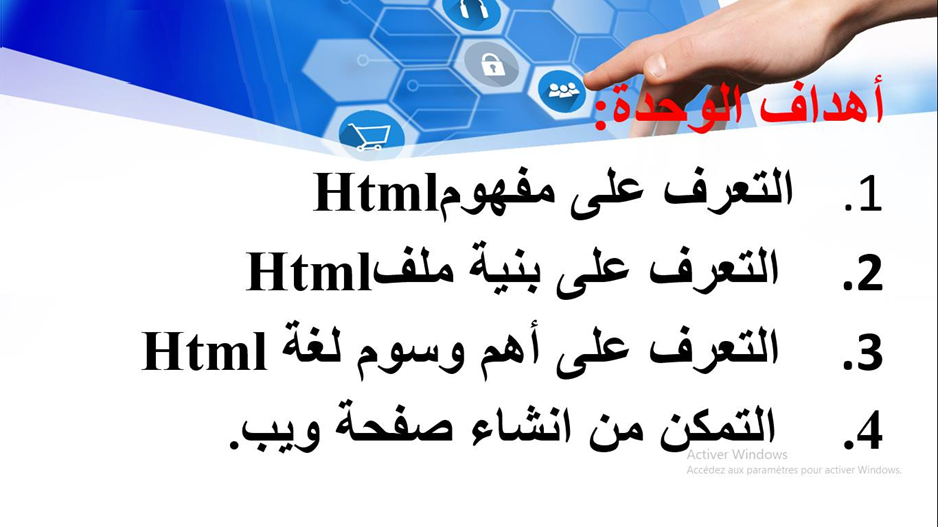 أهداف الوحدة:
1. التعرف على مفهومHtml
2. التعرف على بنية ملفHtml
3. التعرف على أهم وسوم لغة Html
4. التمكن من انشاء صفحة ويب.
Activer Windows
Accédez aux paramètres pour activer Windows.